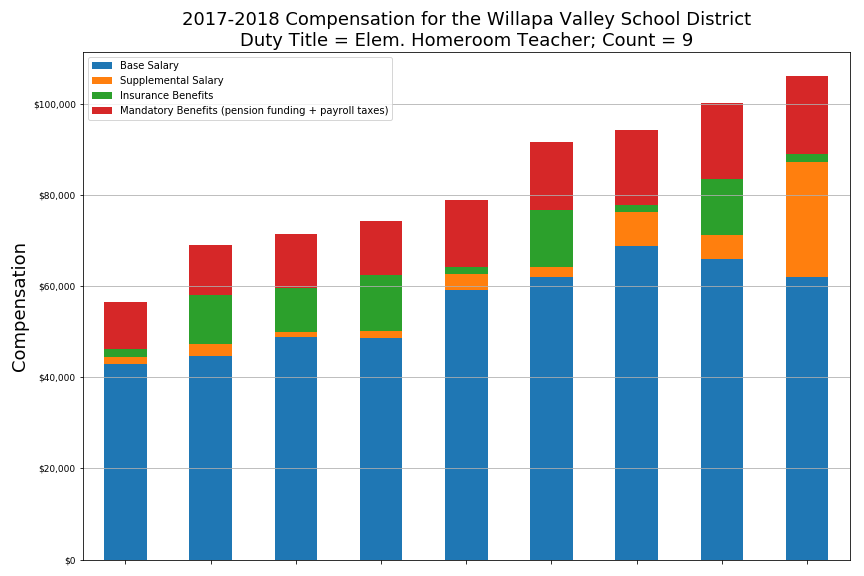 2017-2018 Compensation for the Willapa Valley School District
Duty Title = Elem. Homeroom Teacher; Count = 9
Base Salary
Supplemental Salary
Insurance Benefits
Mandatory Benefits (pension funding + payroll taxes)
$100,000
$80,000
$60,000
$40,000
$20,000
$0
Compensation